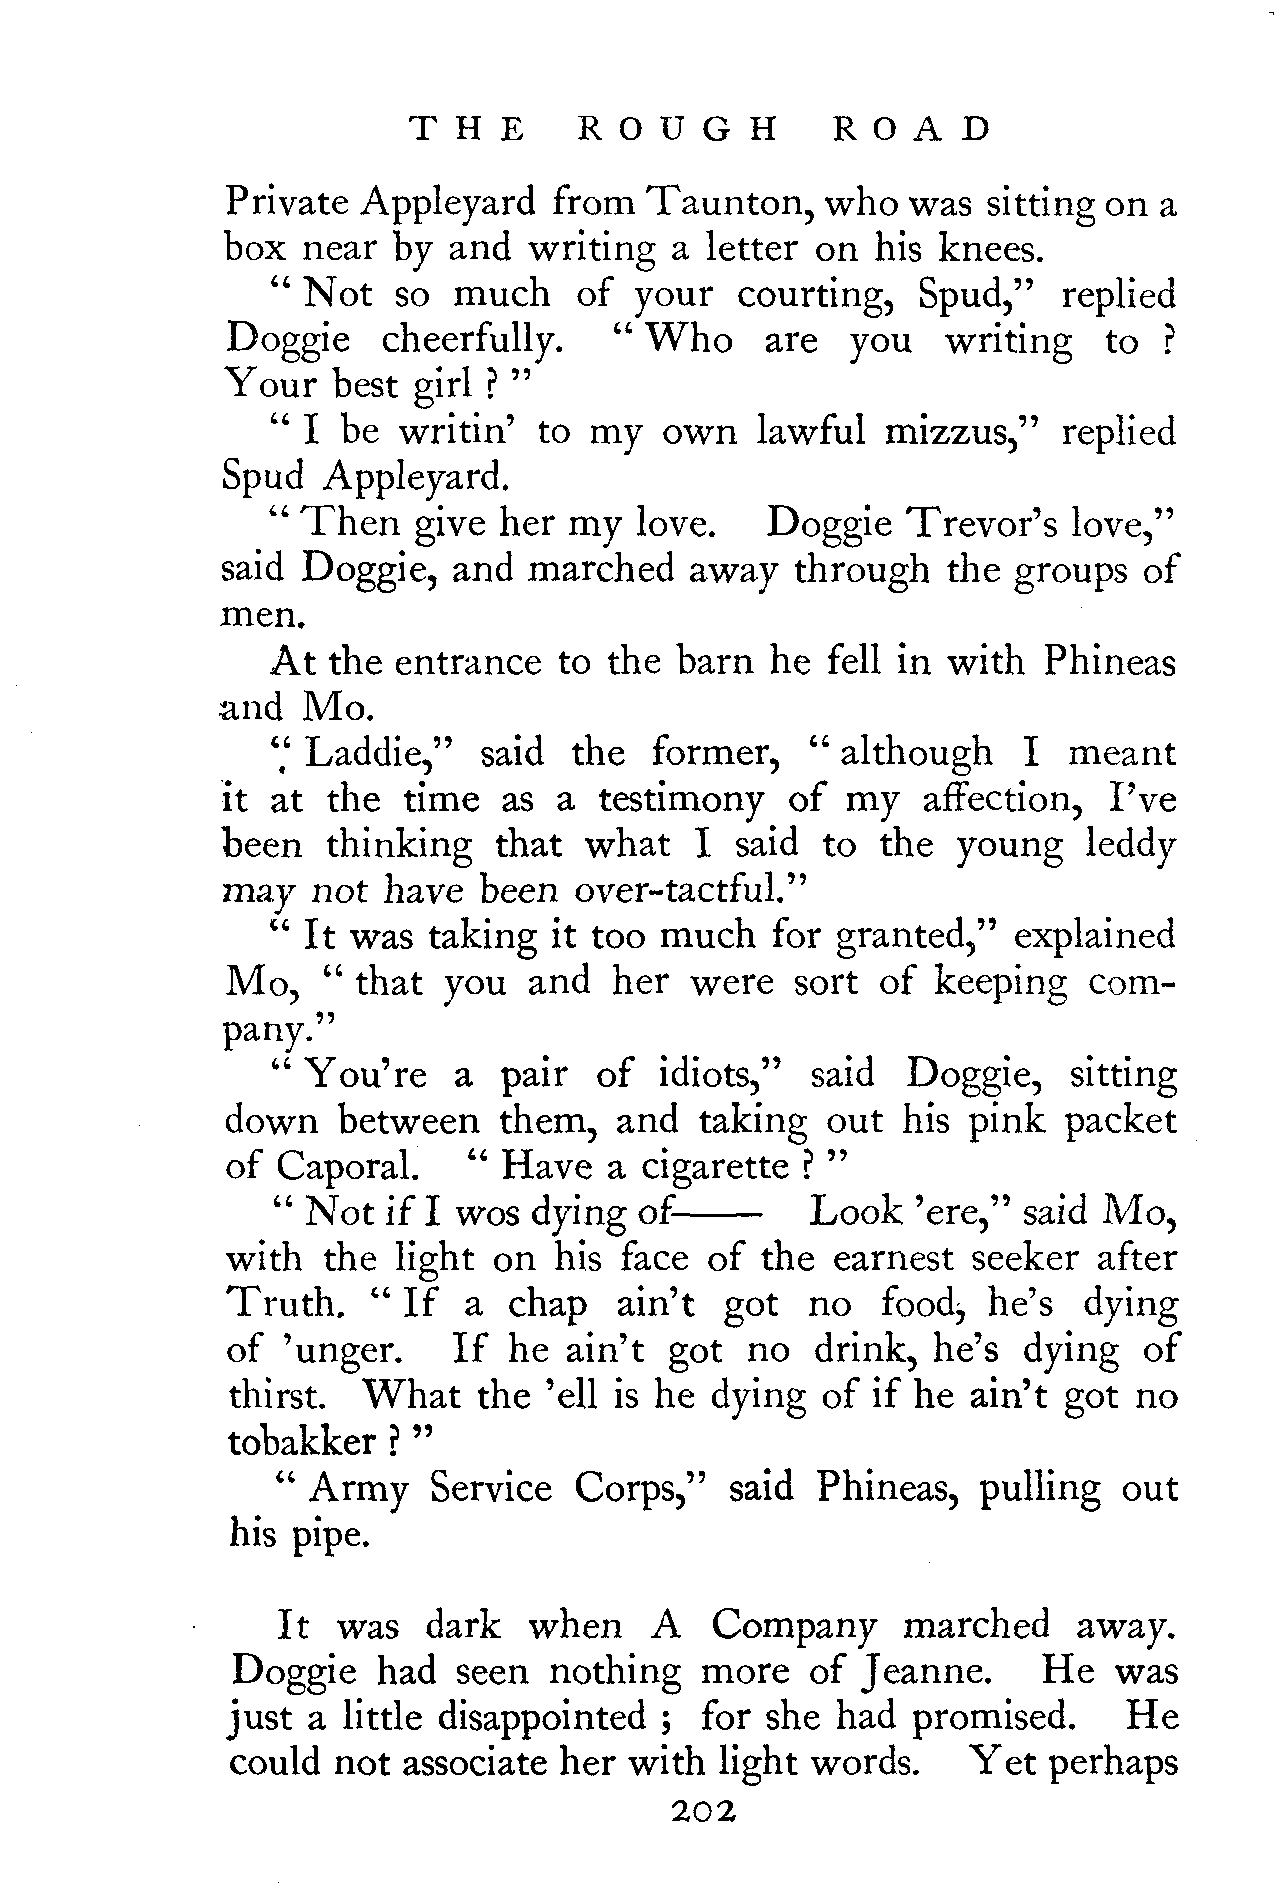 THE ROUGH ROAD
Private Appleyard from Taunton, who was sitting on a
box near by and writing a letter on his knees.
“ Not so much of your courting, Spud,” replied
Doggie cheerfully. “ Who are you writing to ?
Your best girl ? ”
“ I be writin’ to my own lawful mizzus,” replied
Spud Appleyard.
“ Then give her my love. Doggie Trevor’s love,”
said Doggie, and marched away through the groups of
men.
At the entrance to the barn he fell in with Phineas
and Mo.
“ Laddie,” said the former, “ although I meant
it at the time as a testimony of my affection, I’ve
been thinking that what I said to the young leddy
may not have been over-tactful.”
“ It was taking it too much for granted,” explained
Mo, “ that you and her were sort of keeping com-
pany.”
“ You’re a pair of idiots,” said Doggie, sitting
down between them, and taking out his pink packet
of Caporal. “ Have a cigarette ? ”
“ Not if I wos dying of—— Look ’ere,” said Mo,
with the light on his face of the earnest seeker after
Truth. “ If a chap ain’t got no food, he’s dying
of ’unger. If he ain’t got no drink, he’s dying of
thirst. What the ’ell is he dying of if he ain’t got no
tobakker ? ”
“ Army Service Corps,” said Phineas, pulling out
his pipe.
It was dark when A Company marched away.
Doggie had seen nothing more of Jeanne. He was
just a little disappointed ; for she had promised. He
could not associate her with light words. Yet perhaps
202